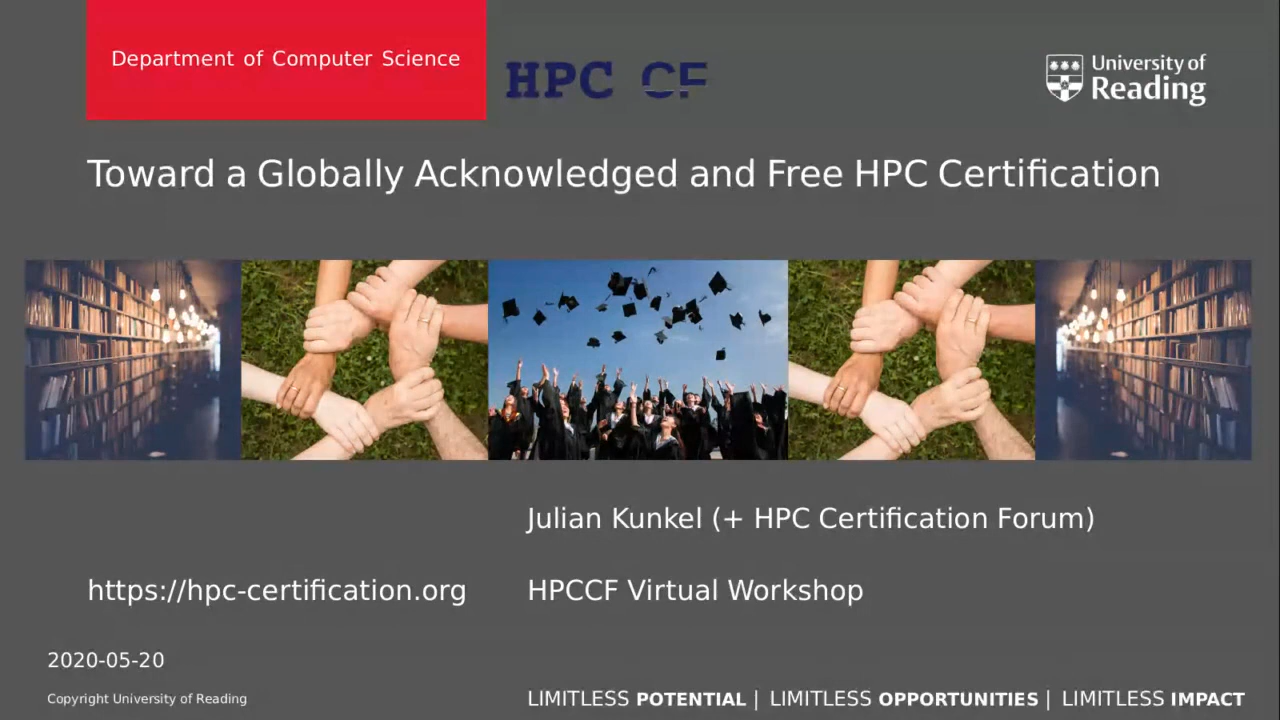 Department of Computer Science
HPC CF
University of
Reading
Toward a Globally Acknowledged and Free HPC Certification
Julian Kunkel (+ HPC Certification Forum)
https://hpc-certification.org
HPCCF Virtual Workshop
2020-05-20
Copyright University of Reading
LIMITLESS POTENTIAL | LIMITLESS OPPORTUNITIES | LIMITLESS IMPACT